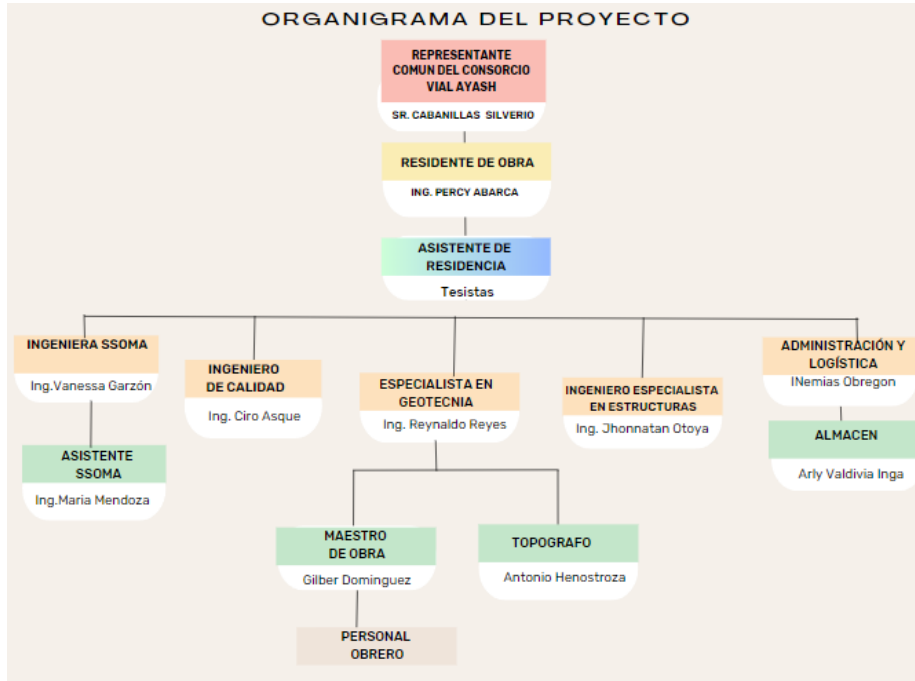 ORGANIGRAMA DEL PROYECTO
REPRESENTANTE
COMUN DEL CONSORCIO
VIAL AYASH
SR. CABANILLAS SILVERIO
RESIDENTE DE OBRA
ING. PERCY ABARCA
ASISTENTE DE
RESIDENCIA
Tesistas
INGENIERA SSOMA
Ing.Vanessa Garzón
INGENIERO
DE CALIDAD
Ing. Ciro Asque
ESPECIALISTA EN
GEOTECNIA
Ing. Reynaldo Reyes
INGENIERO ESPECIALISTA
EN ESTRUCTURAS
Ing. Jhonnatan Otoya
ADMINISTRACIÓN Y
LOGÍSTICA
INemias Obregon
ASISTENTE
SSOMA
Ing.Maria Mendoza
ALMACEN
Arly Valdivia Inga
MAESTRO
DE OBRA
Gilber Dominguez
TOPOGRAFO
Antonio Henostroza
PERSONAL
OBRERO